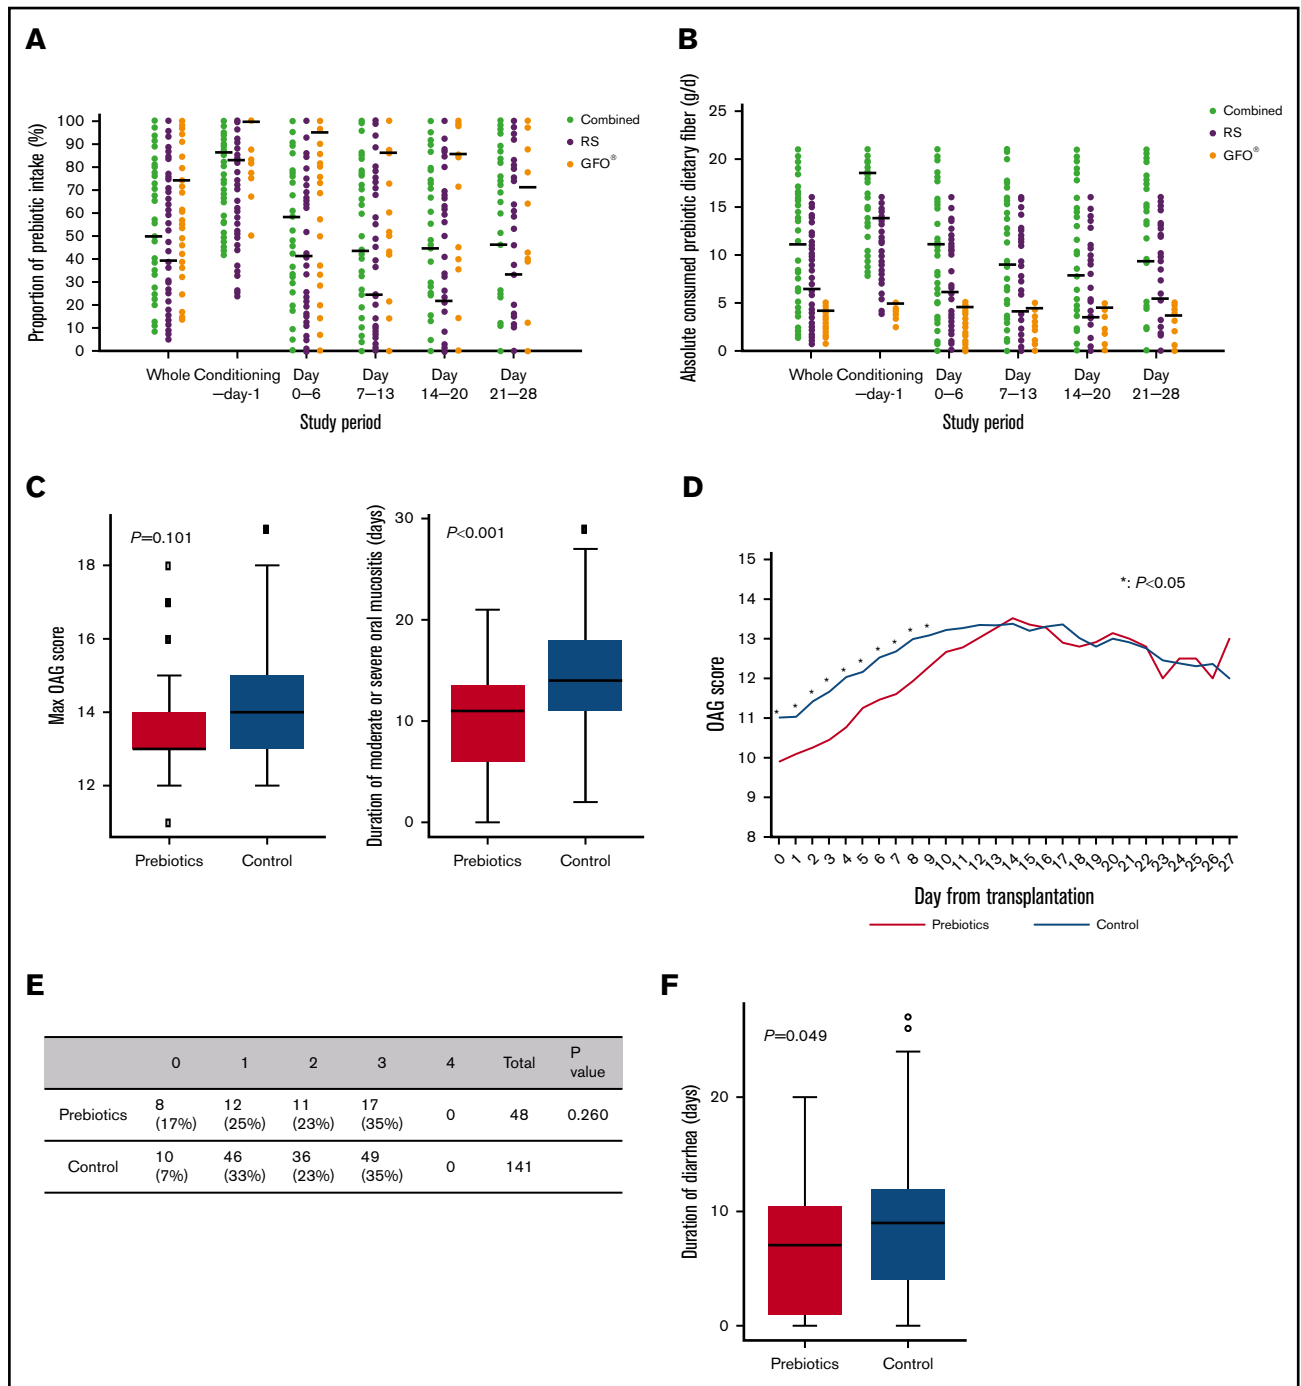 A
Proportion of prebiotic intake (%)
100
90
80
70
60
50
40
30
20
10
0
Combined
RS
GFO®
Whole Conditioning Day Day Day Day
–day-1 0–6 7–13 14–20 21–28
Study period
B
Absolute consumed prebiotic dietary fiber (g/d)
25
20
15
10
5
0
Combined
RS
GFO®
Whole Conditioning Day Day Day Day
–day-1 0–6 7–13 14–20 21–28
Study period
C
Max OAG score
18
16
14
12
P=0.101
Prebiotics Control
Duration of moderate or severe oral mucositis (days)
30
20
10
0
P<0.001
Prebiotics Control
D
OAG score
15
14
13
12
11
10
9
8
*: P<0.05
* * * * * * * * * *
0 1 2 3 4 5 6 7 8 9 10 11 12 13 14 15 16 17 18 19 20 21 22 23 24 25 26 27
Day from transplantation
Prebiotics Control
E
0 1 2 3 4 Total P value
Prebiotics 8 (17%) 12 (25%) 11 (23%) 17 (35%) 0 48 0.260
Control 10 (7%) 46 (33%) 36 (23%) 49 (35%) 0 141
F
Duration of diarrhea (days)
20
10
0
P=0.049
Prebiotics Control